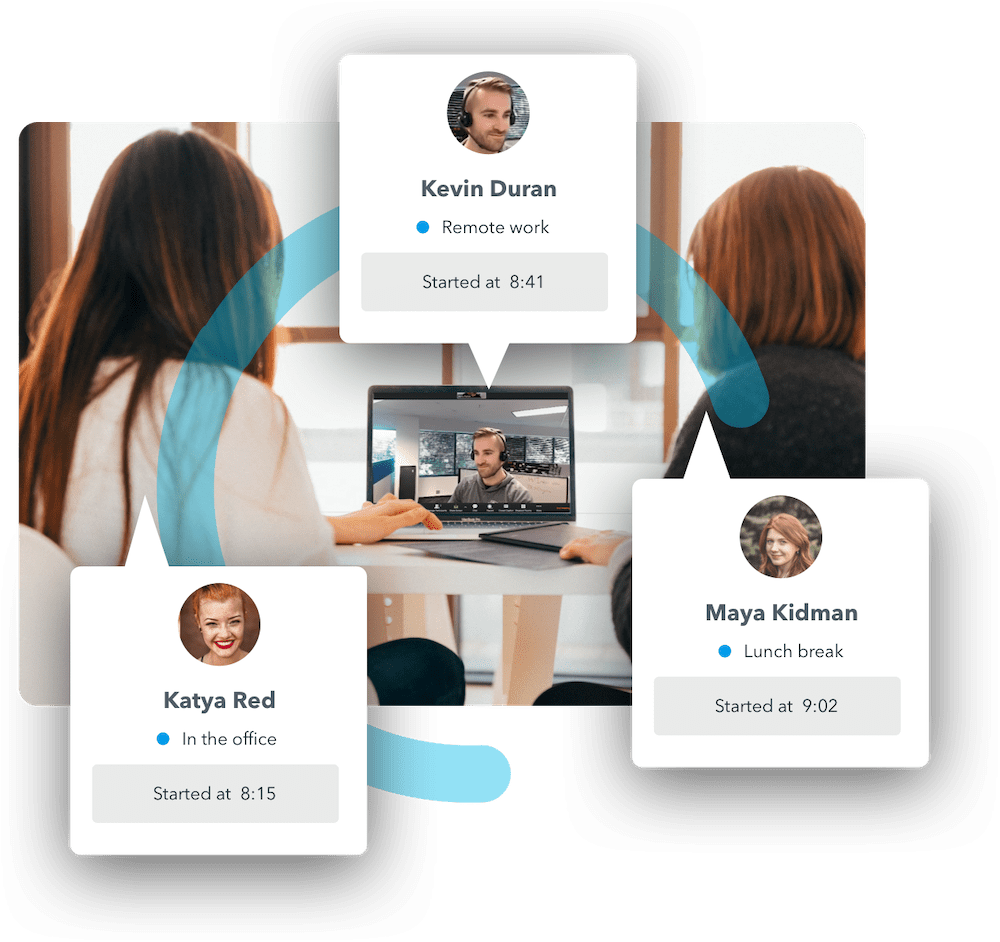 Kevin Duran
Remote work
Started at 8:41
Maya Kidman
Lunch break
Started at 9:02
Katya Red
In the office
Started at 8:15